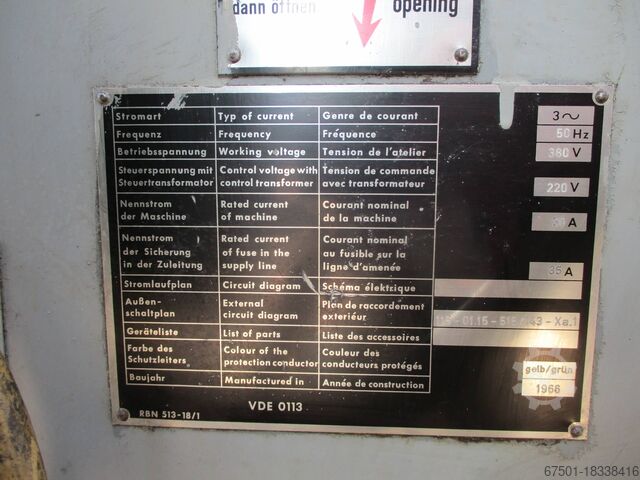 dann öffnen opening
Stromart Typ of current Genre de courant 3~
Frequenz Frequency Fréquence 50 Hz
Betriebsspannung Working voltage Tension de l'atelier 380 V
Steuerspannung mit Control voltage with Tension de commande
Steuertransformator control transformer avec transformateur 220 V
Nennstrom Rated current Courant nominal
der Maschine of machine de la machine A
Nennstrom Rated current Courant nominal
der Sicherung of fuse in the au fusible sur la
in der Zuleitung supply line ligne d'amenée 35 A
Stromlaufplan Circuit diagram Schéma élektrique
Außen- External Plan de raccordement
schaltplan circuit diagram exteriéur
Geräteliste List of parts Liste des accessoires
Farbe des Colour of the Couleur des
Schutzleiters protection conductor conducteurs protégés gelb/grün
Baujahr Manufactured in Année de construction 1966
RBN 513-18/1 VDE 0113
67501-18338416